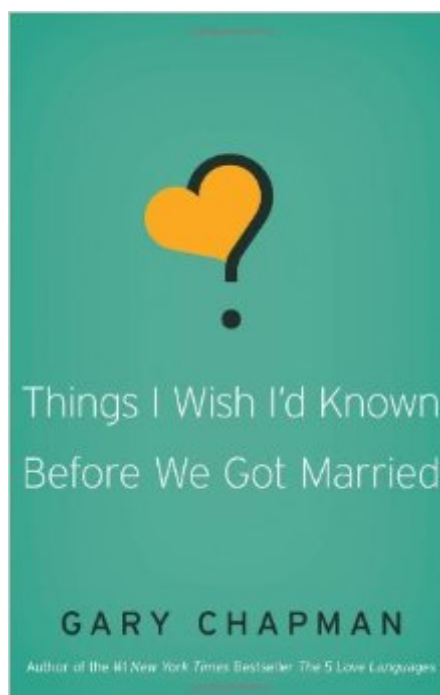 Things I Wish I'd Known
Before We Got Married
GARY CHAPMAN
Author of the #1 New York Times Bestseller The 5 Love Languages